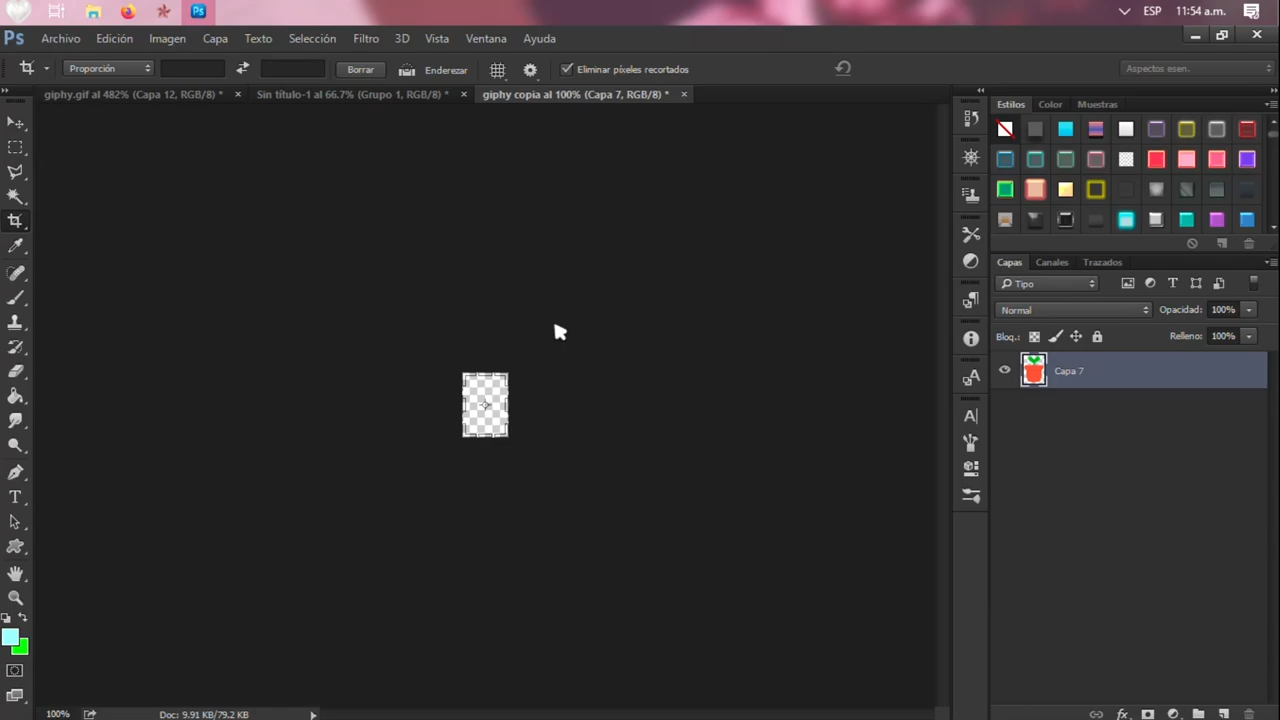 ESP 11:54 a.m.
Ps Archivo Edición Imagen Capa Texto Selección Filtro 3D Vista Ventana Ayuda
Proporción Borrar Enderezar Eliminar píxeles recortados Aspectos esen.
giphy.gif al 482% (Capa 12, RGB/8) * × Sin título-1 al 66.7% (Grupo 1, RGB/8) * × giphy copia al 100% (Capa 7, RGB/8) * ×
Estilos Color Muestras
Capas Canales Trazados
Tipo
Normal Opacidad: 100%
Bloq.: Relleno: 100%
Capa 7
100% Doc: 9.91 KB/79.2 KB